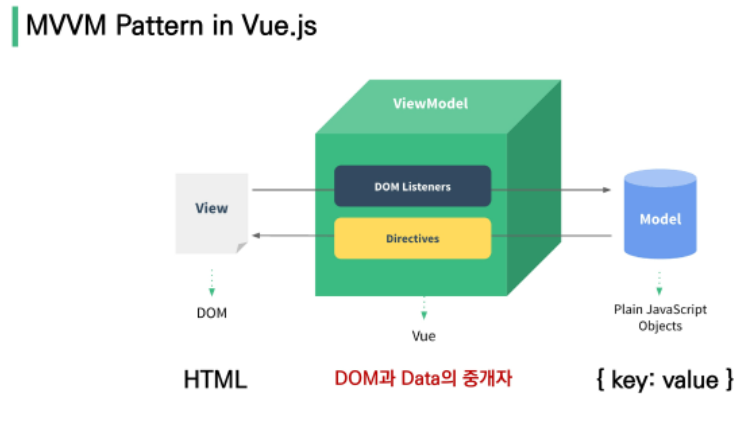 MVVM Pattern in Vue.js
ViewModel
DOM Listeners
View
Directives
Model
DOM
Vue
Plain JavaScript
Objects
HTML
DOM과 Data의 중개자
{ key: value }